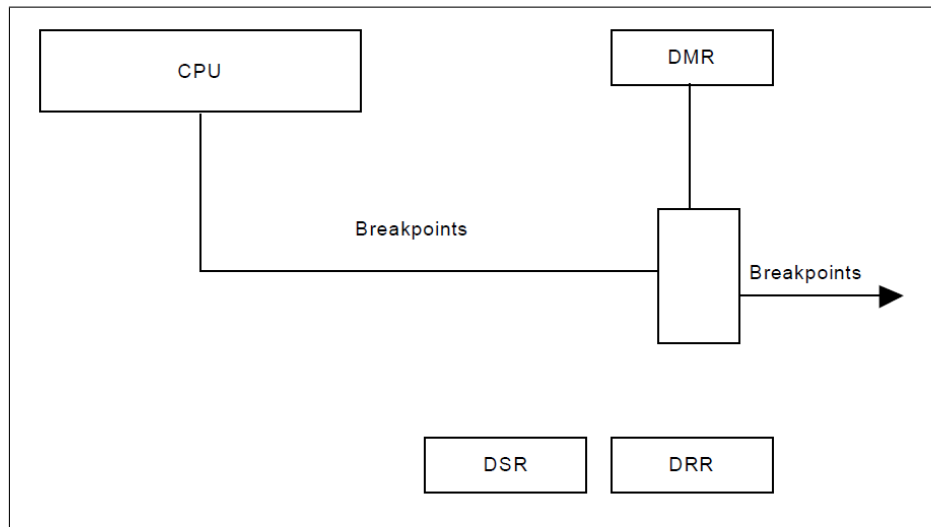 CPU
DMR
Breakpoints
Breakpoints
DSR
DRR